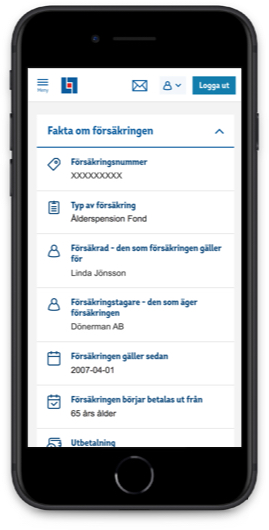 Meny
Logga ut
Fakta om försäkringen
Försäkringsnummer
XXXXXXXXX
Typ av försäkring
Ålderspension Fond
Försäkrad - den som försäkringen gäller
för
Linda Jönsson
Försäkringstagare - den som äger
försäkringen
Dönerman AB
Försäkringen gäller sedan
2007-04-01
Försäkringen börjar betalas ut från
65 års ålder
Utbetalning